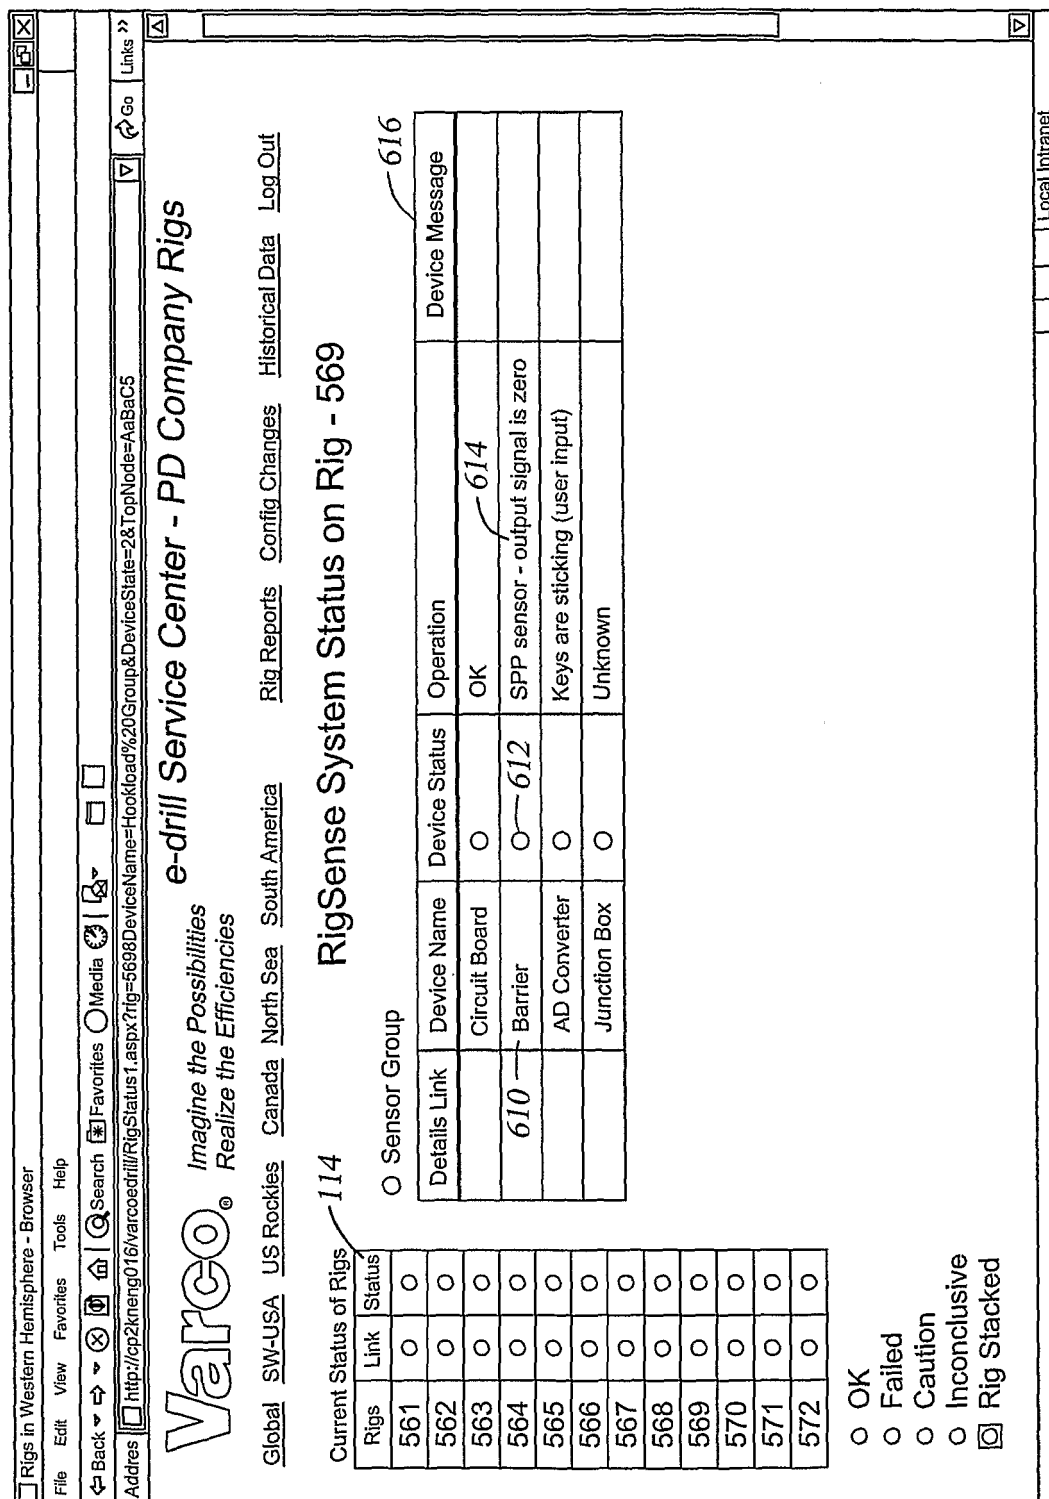 Rigs in Western Hemisphere - Browser
File Edit View Favorites Tools Help
Back Search Favorites Media
Addres http://cp2kneng016/varcoedrill/RigStatus1.aspx?rig=5698DeviceName=Hookload%20Group&DeviceState=2&TopNode=AaBaC5 Go Links »
Varco® Imagine the Possibilities
Realize the Efficiencies
e-drill Service Center - PD Company Rigs
Global SW-USA US Rockies Canada North Sea South America Rig Reports Config Changes Historical Data Log Out
RigSense System Status on Rig - 569
Current Status of Rigs 114
Rigs Link Status
561
562
563
564
565
566
567
568
569
570
571
572
Sensor Group
616
Details Link Device Name Device Status Operation Device Message
Circuit Board OK 614
610 Barrier 612 SPP sensor - output signal is zero
AD Converter Keys are sticking (user input)
Junction Box Unknown
OK
Failed
Caution
Inconclusive
Rig Stacked
Local Intranet